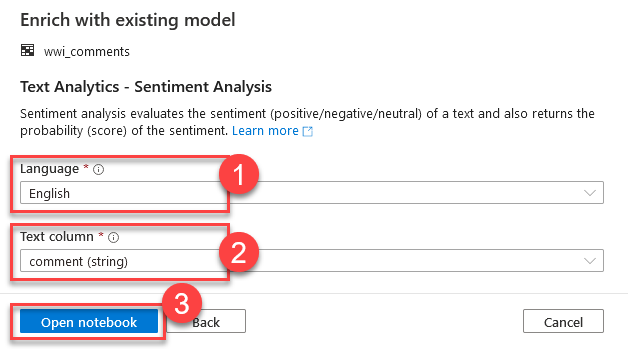 Enrich with existing model
wwi_comments
Text Analytics - Sentiment Analysis
Sentiment analysis evaluates the sentiment (positive/negative/neutral) of a text and also returns the
probability (score) of the sentiment. Learn more
Language *
1
English
Text column *
2
comment (string)
3
Open notebook Back Cancel